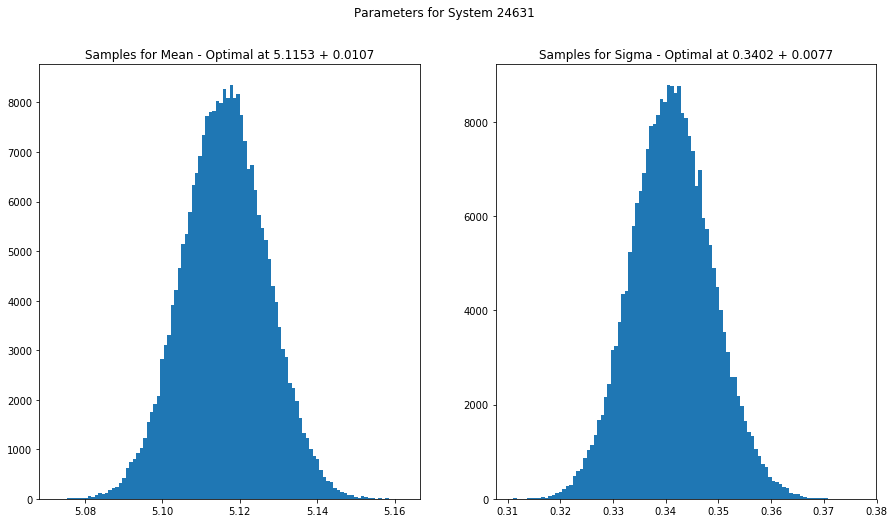 Parameters for System 24631
Samples for Mean - Optimal at 5.1153 + 0.0107
8000
7000
6000
5000
4000
3000
2000
1000
0
5.08 5.10 5.12 5.14 5.16
Samples for Sigma - Optimal at 0.3402 + 0.0077
8000
6000
4000
2000
0
0.31 0.32 0.33 0.34 0.35 0.36 0.37 0.38